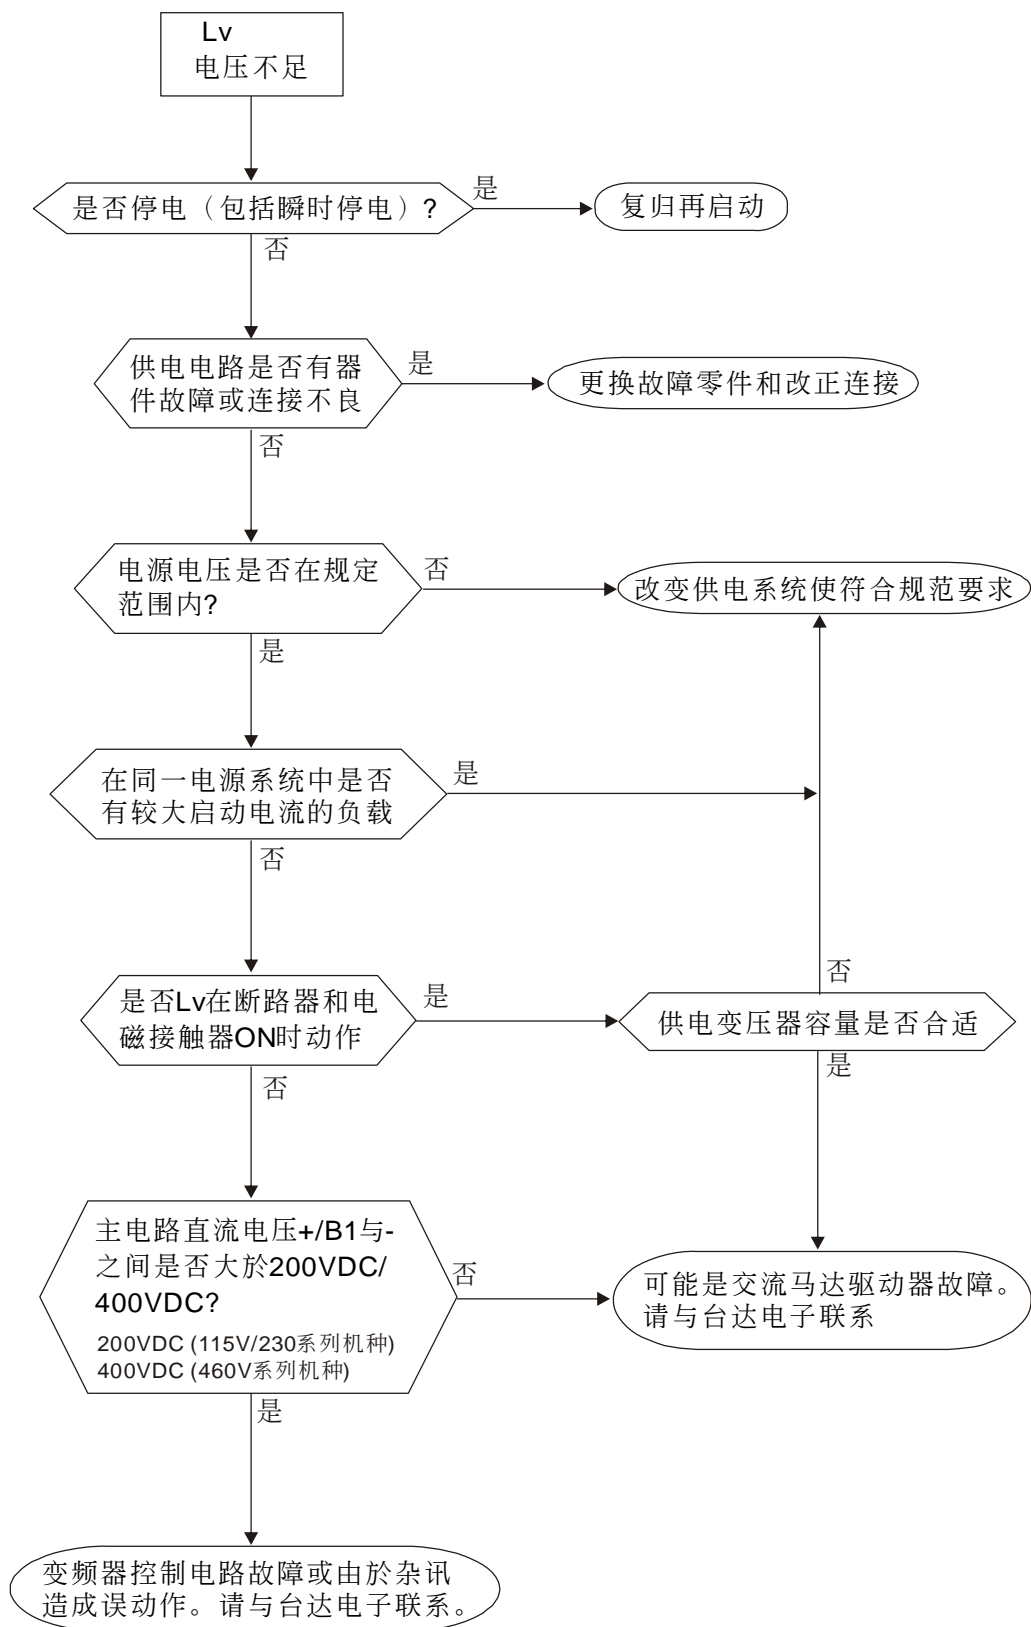 Lv
电压不足
是否停电（包括瞬时停电）?
是
复归再启动
否
供电电路是否有器
件故障或连接不良
是
更换故障零件和改正连接
否
电源电压是否在规定
范围内?
否
改变供电系统使符合规范要求
是
在同一电源系统中是否
有较大启动电流的负载
是
否
是否Lv在断路器和电
磁接触器ON时动作
是
否
供电变压器容量是否合适
是
否
主电路直流电压+/B1与-
之间是否大於200VDC/
400VDC?
200VDC (115V/230系列机种)
400VDC (460V系列机种)
否
可能是交流马达驱动器故障。
请与台达电子联系
是
变频器控制电路故障或由於杂讯
造成误动作。请与台达电子联系。